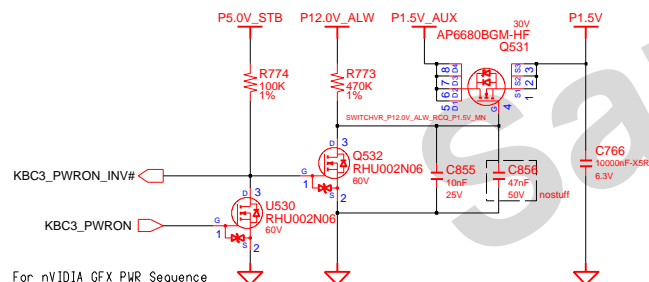 P5.0V_STB P12.0V_ALW P1.5V_AUX P1.5V
30V
AP6680BGM-HF
Q531
R774
100K
1%
R773
470K
1%
8 D4
7 D3
6 D2
5 D1
S3 3
S2 2
S1 1
G 4
SWITCHVR_P12.0V_ALW_RCQ_P1.5V_MN
D 3
Q532
RHU002N06
60V
G 1
S 2
C855
10nF
25V
C856
47nF
50V
nostuff
C766
10000nF-X5R
6.3V
KBC3_PWRON_INV#
D 3
U530
RHU002N06
60V
G 1
S 2
KBC3_PWRON
For nVIDIA GFX PWR Sequence
Sa